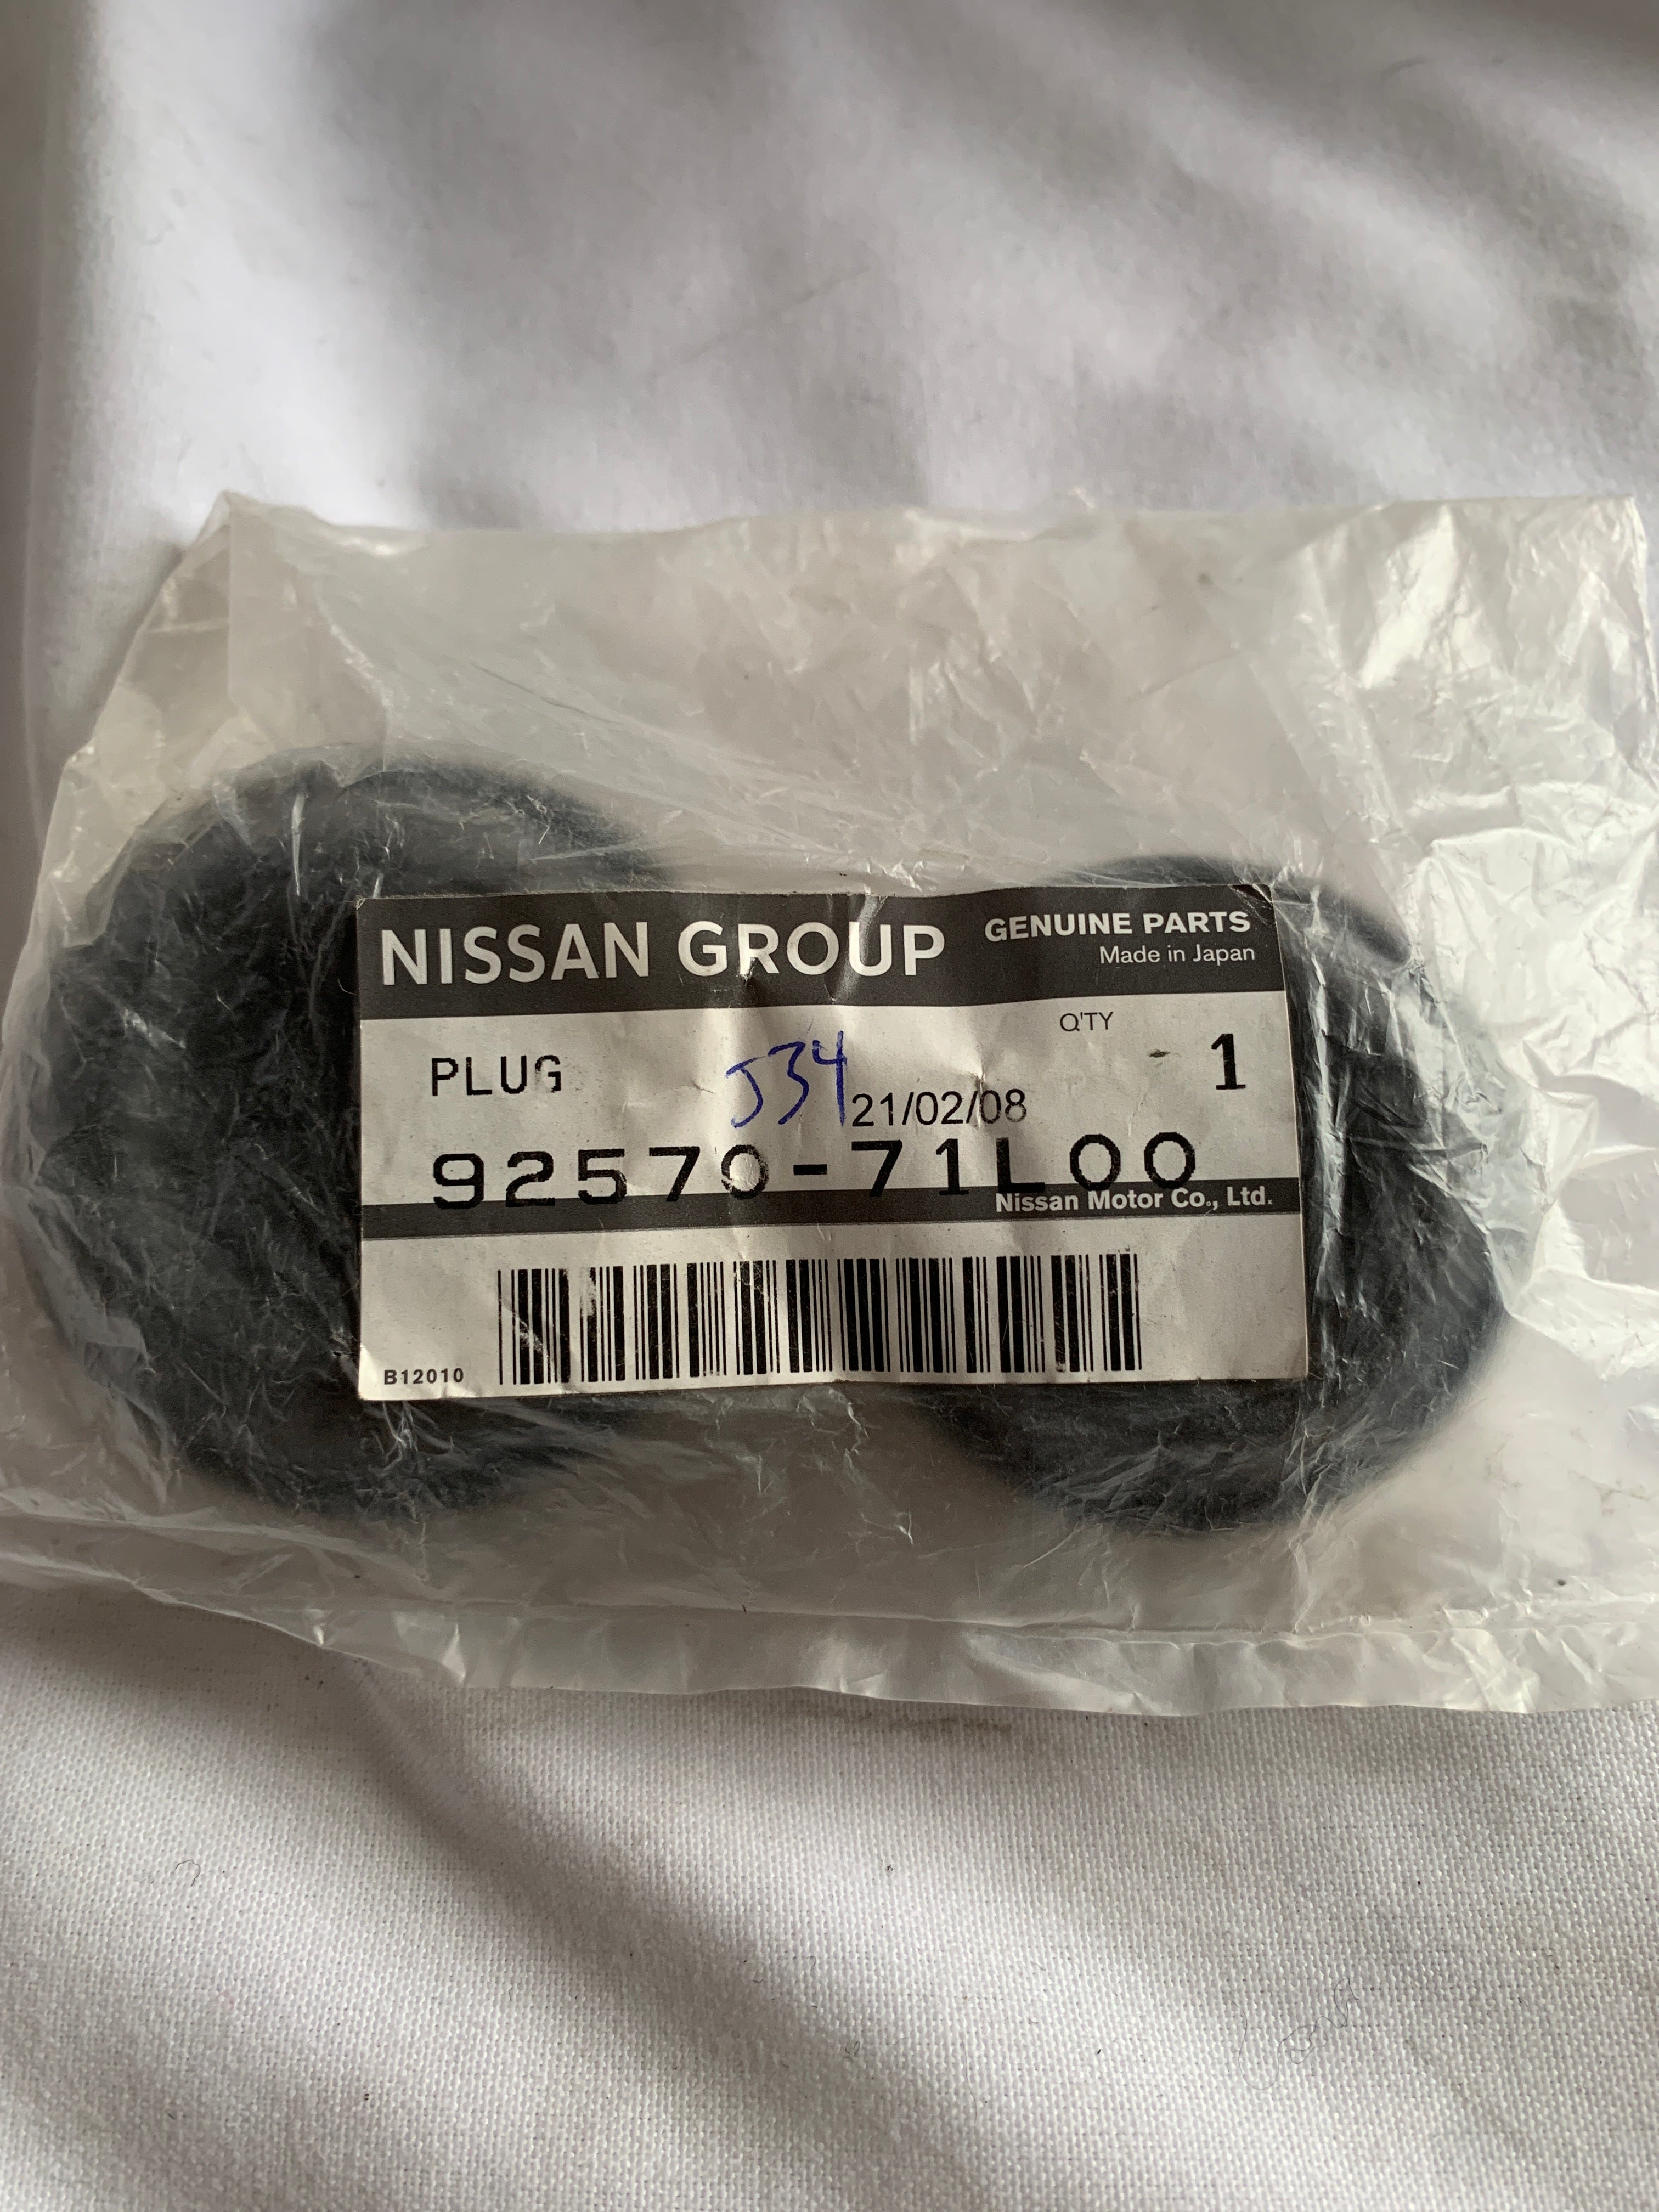 NISSAN GROUP GENUINE PARTS
Made in Japan
Q'TY
PLUG J34 1
21/02/08
92570-71L00
Nissan Motor Co., Ltd.
B12010